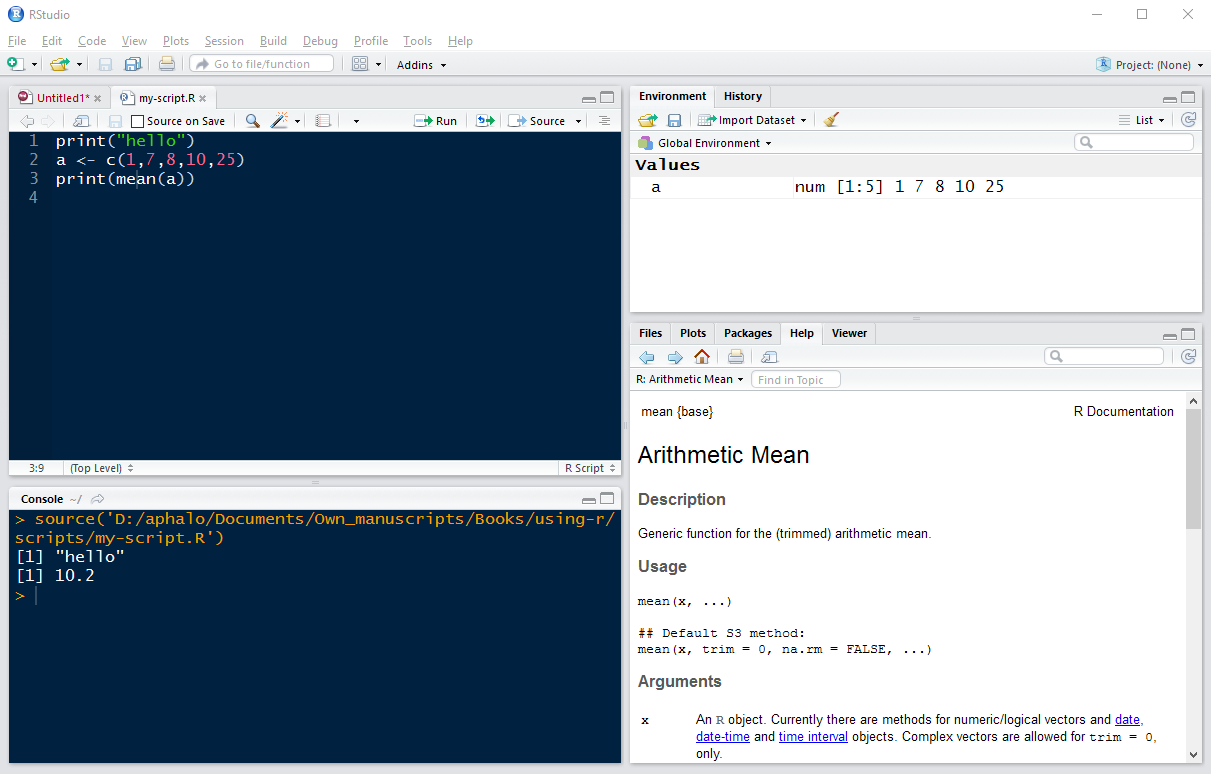 RStudio
File Edit Code View Plots Session Build Debug Profile Tools Help
Go to file/function Addins Project: (None)
Untitled1* my-script.R
Source on Save Run Source
1 print("hello")
2 a <- c(1,7,8,10,25)
3 print(mean(a))
4
3:9 (Top Level) R Script
Console ~/
> source('D:/aphalo/Documents/Own_manuscripts/Books/using-r/
scripts/my-script.R')
[1] "hello"
[1] 10.2
>
Environment History
Import Dataset List
Global Environment
Values
a num [1:5] 1 7 8 10 25
Files Plots Packages Help Viewer
R: Arithmetic Mean Find in Topic
mean {base} R Documentation
Arithmetic Mean
Description
Generic function for the (trimmed) arithmetic mean.
Usage
mean(x, ...)
## Default S3 method:
mean(x, trim = 0, na.rm = FALSE, ...)
Arguments
x An R object. Currently there are methods for numeric/logical vectors and date,
date-time and time interval objects. Complex vectors are allowed for trim = 0,
only.